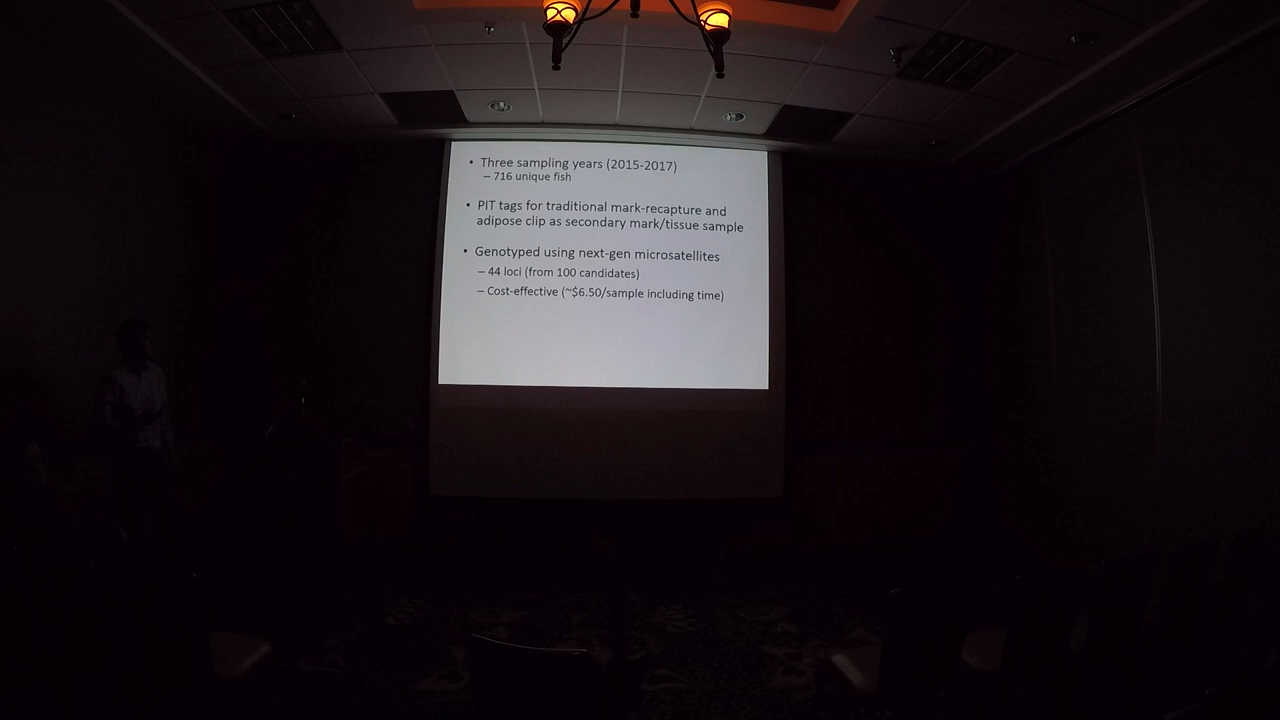 • Three sampling years (2015-2017)
– 716 unique fish
• PIT tags for traditional mark-recapture and
adipose clip as secondary mark/tissue sample
• Genotyped using next-gen microsatellites
– 44 loci (from 100 candidates)
– Cost-effective (~$6.50/sample including time)